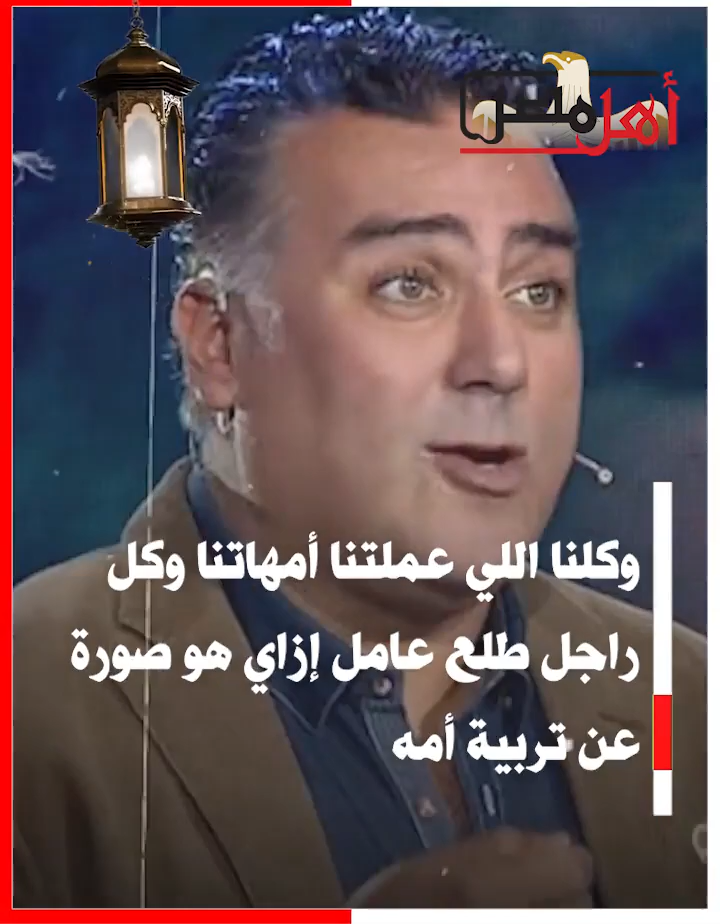 أهل مصر
وكلنا اللي عملتنا أمهاتنا وكل
راجل طلع عامل إزاي هو صورة
عن تربية أمه